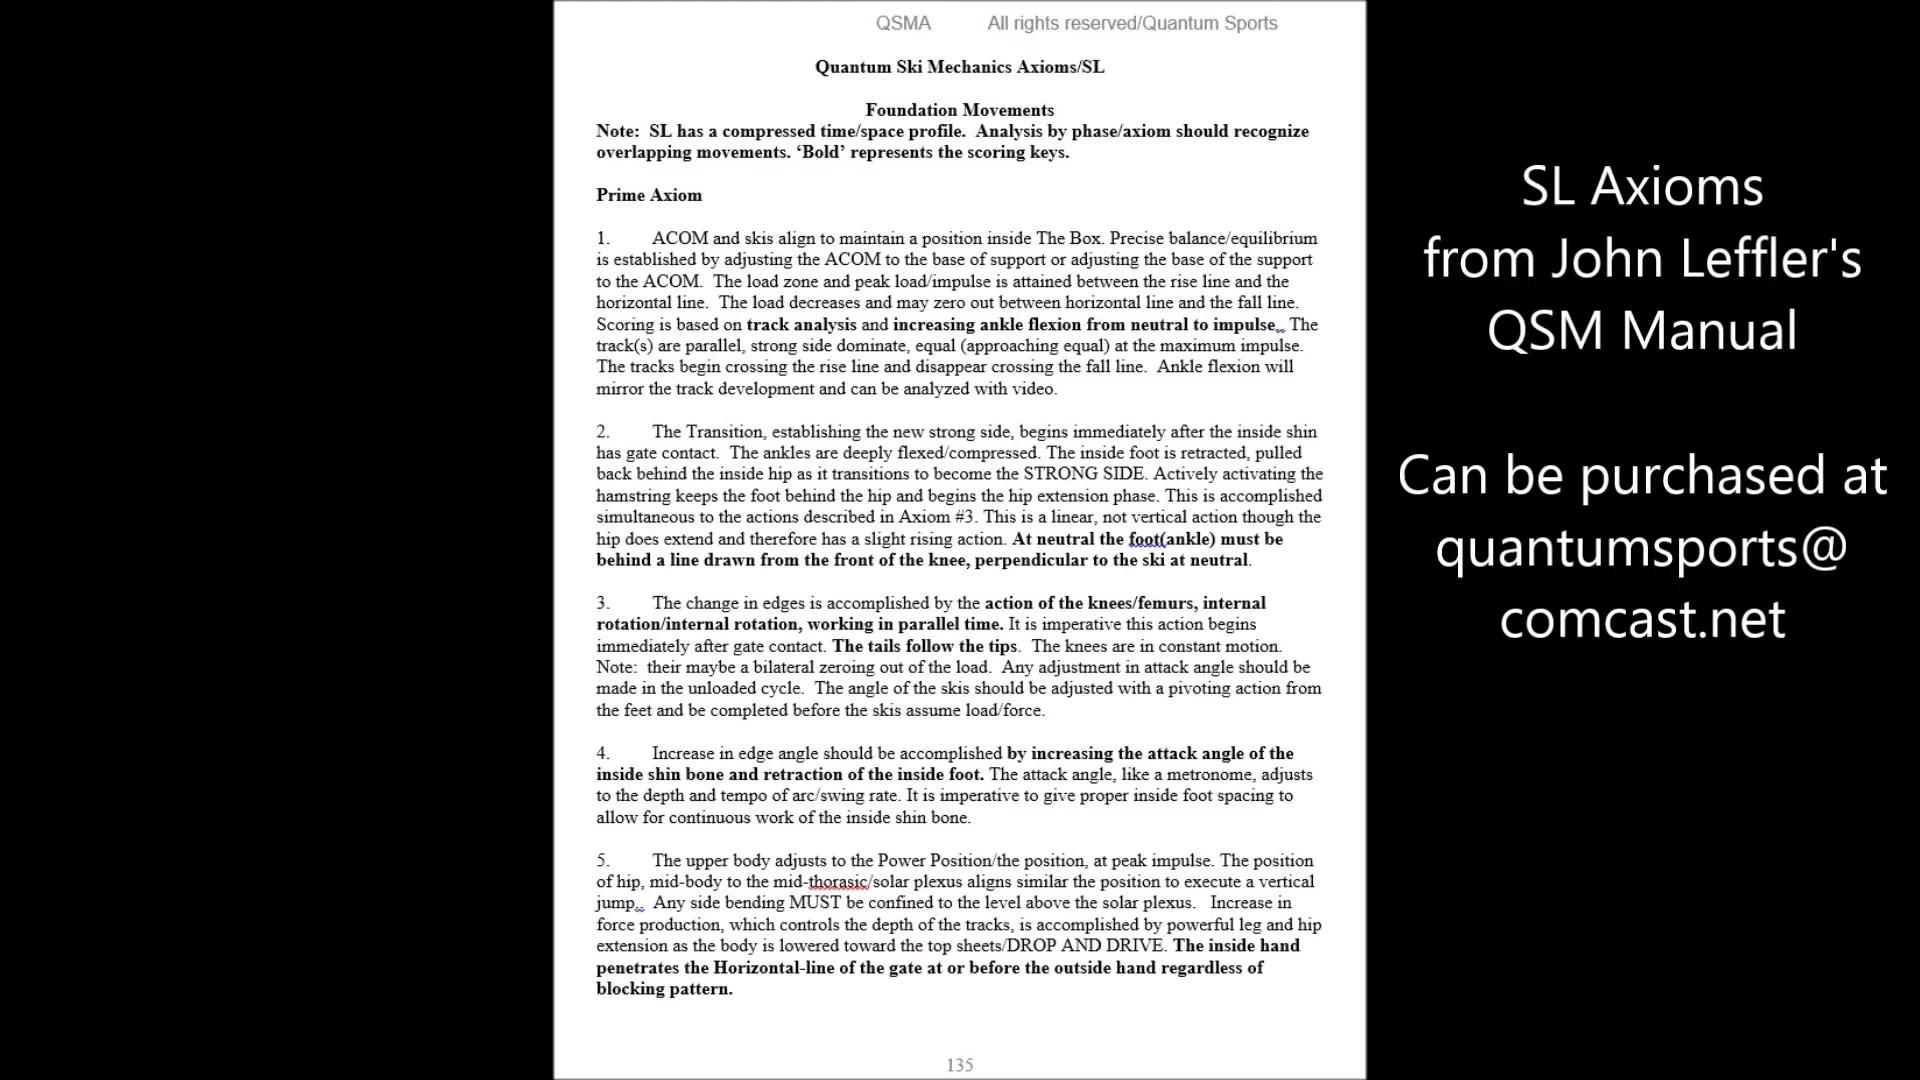 QSMA All rights reserved/Quantum Sports
Quantum Ski Mechanics Axioms/SL
Foundation Movements
Note: SL has a compressed time/space profile. Analysis by phase/axiom should recognize
overlapping movements. ‘Bold’ represents the scoring keys.
Prime Axiom
1. ACOM and skis align to maintain a position inside The Box. Precise balance/equilibrium
is established by adjusting the ACOM to the base of support or adjusting the base of the support
to the ACOM. The load zone and peak load/impulse is attained between the rise line and the
horizontal line. The load decreases and may zero out between horizontal line and the fall line.
Scoring is based on track analysis and increasing ankle flexion from neutral to impulse.. The
track(s) are parallel, strong side dominate, equal (approaching equal) at the maximum impulse.
The tracks begin crossing the rise line and disappear crossing the fall line. Ankle flexion will
mirror the track development and can be analyzed with video.
2. The Transition, establishing the new strong side, begins immediately after the inside shin
has gate contact. The ankles are deeply flexed/compressed. The inside foot is retracted, pulled
back behind the inside hip as it transitions to become the STRONG SIDE. Actively activating the
hamstring keeps the foot behind the hip and begins the hip extension phase. This is accomplished
simultaneous to the actions described in Axiom #3. This is a linear, not vertical action though the
hip does extend and therefore has a slight rising action. At neutral the foot(ankle) must be
behind a line drawn from the front of the knee, perpendicular to the ski at neutral.
3. The change in edges is accomplished by the action of the knees/femurs, internal
rotation/internal rotation, working in parallel time. It is imperative this action begins
immediately after gate contact. The tails follow the tips. The knees are in constant motion.
Note: their maybe a bilateral zeroing out of the load. Any adjustment in attack angle should be
made in the unloaded cycle. The angle of the skis should be adjusted with a pivoting action from
the feet and be completed before the skis assume load/force.
4. Increase in edge angle should be accomplished by increasing the attack angle of the
inside shin bone and retraction of the inside foot. The attack angle, like a metronome, adjusts
to the depth and tempo of arc/swing rate. It is imperative to give proper inside foot spacing to
allow for continuous work of the inside shin bone.
5. The upper body adjusts to the Power Position/the position, at peak impulse. The position
of hip, mid-body to the mid-thorasic/solar plexus aligns similar the position to execute a vertical
jump.. Any side bending MUST be confined to the level above the solar plexus. Increase in
force production, which controls the depth of the tracks, is accomplished by powerful leg and hip
extension as the body is lowered toward the top sheets/DROP AND DRIVE. The inside hand
penetrates the Horizontal-line of the gate at or before the outside hand regardless of
blocking pattern.
135
SL Axioms
from John Leffler's
QSM Manual
Can be purchased at
quantumsports@
comcast.net